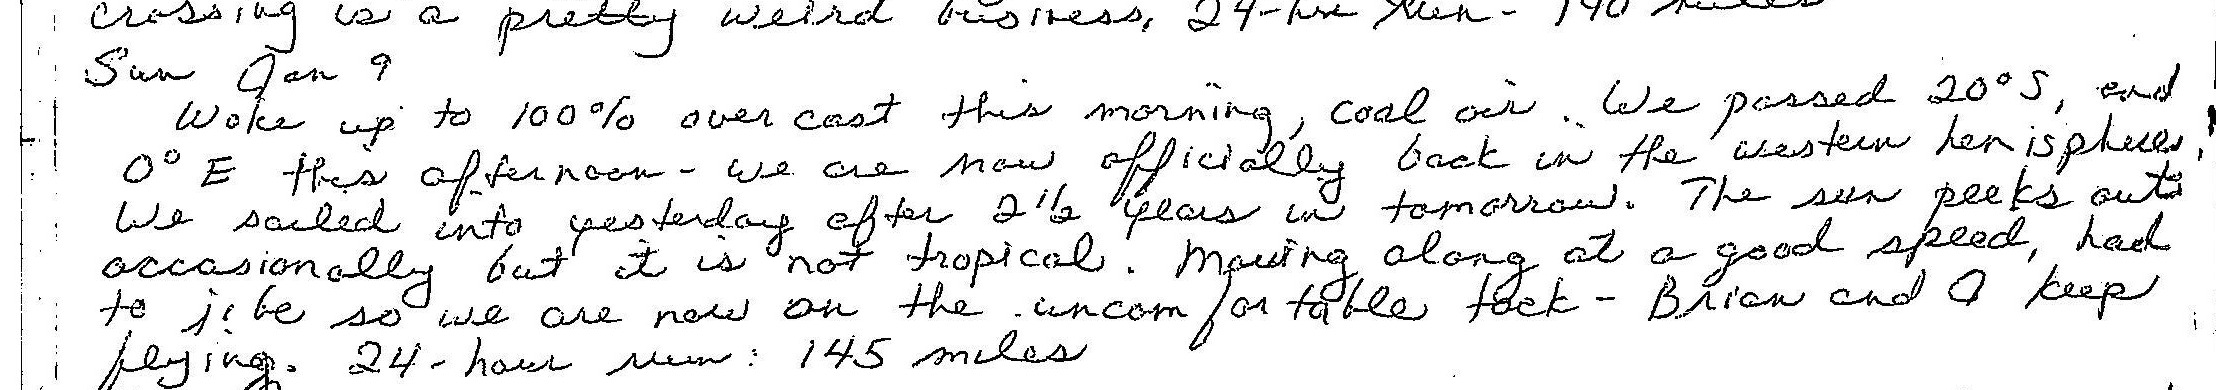 crossing is a pretty weird business, 24-hr run - 190 miles
Sun Jan 9
Woke up to 100% overcast this morning, cool air. We passed 20°S, and
0° E this afternoon - we are now officially back in the western hemisphere!
We sailed into yesterday after 2 1/2 years in tomorrow. The sun peeks out
occasionally but it is not tropical. Moving along at a good speed, had
to jibe so we are now on the uncomfortable tack - Brian and I keep
flying. 24-hour run: 145 miles